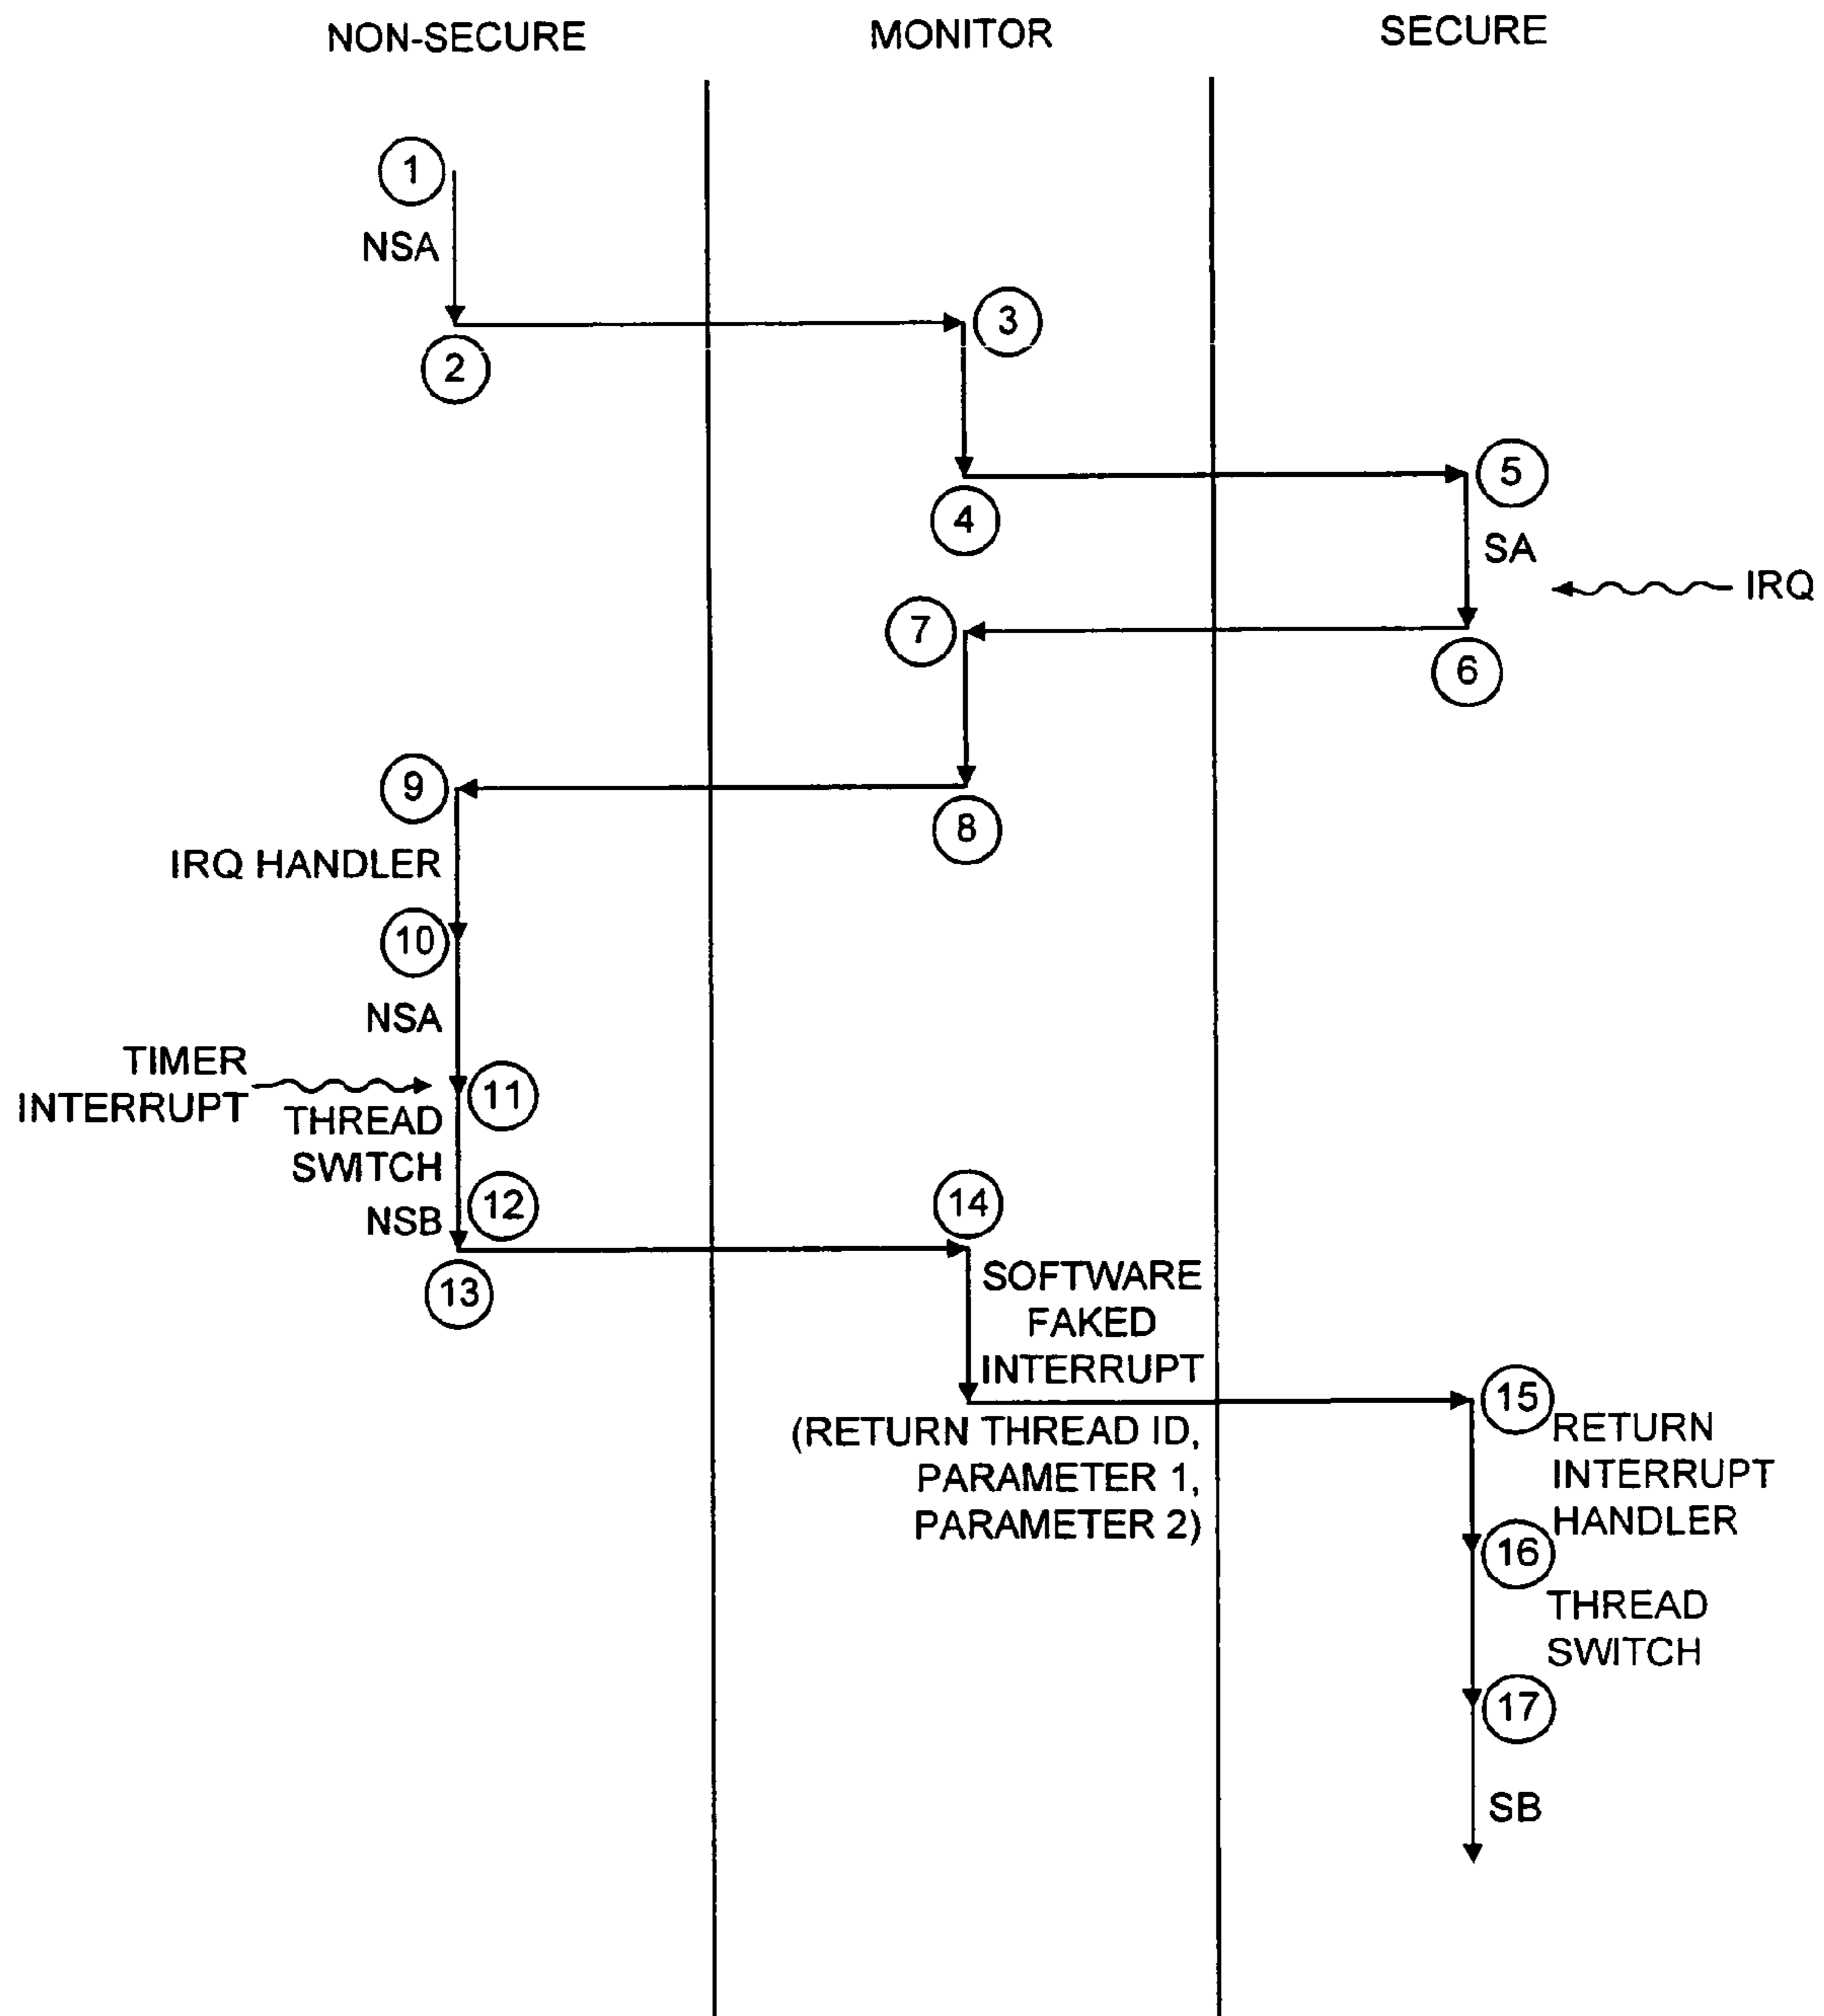 NON-SECURE
MONITOR
SECURE
1
NSA
2
3
4
5
SA
IRQ
6
7
8
9
IRQ HANDLER
10
NSA
TIMER
INTERRUPT
11
THREAD
SWITCH
12
NSB
13
14
SOFTWARE
FAKED
INTERRUPT
(RETURN THREAD ID,
PARAMETER 1,
PARAMETER 2)
15
RETURN
INTERRUPT
HANDLER
16
THREAD
SWITCH
17
SB